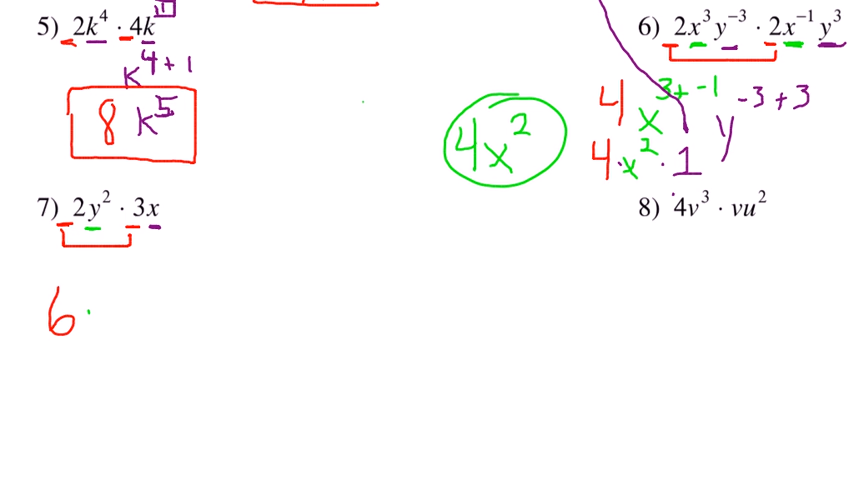 5) 2k⁴ · 4k¹
k⁴⁺¹
8 k⁵
6) 2x³y⁻³ · 2x⁻¹y³
4 x³⁺⁻¹ y⁻³⁺³
4 · x² · 1
4x²
7) 2y² · 3x
6 ·
8) 4v³ · vu²